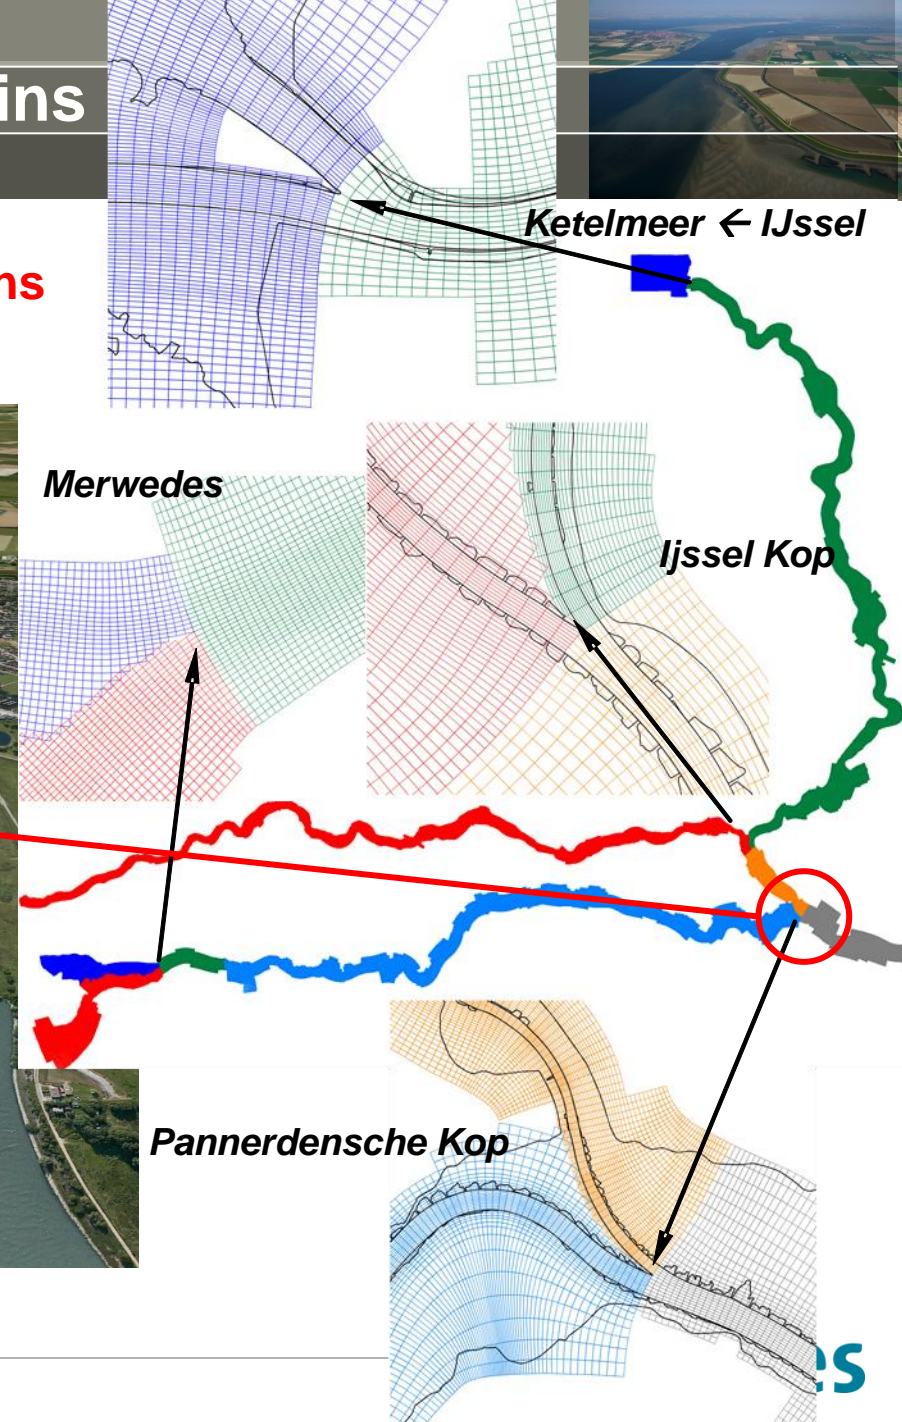 ins
ns
Ketelmeer ← IJssel
Merwedes
Ijssel Kop
Pannerdensche Kop
es